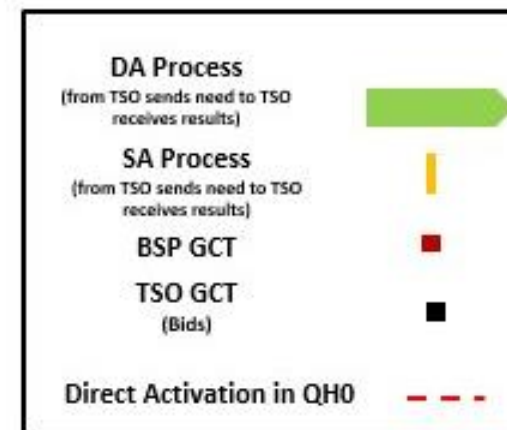 DA Process
(from TSO sends need to TSO
receives results)
SA Process
(from TSO sends need to TSO
receives results)
BSP GCT
TSO GCT
(Bids)
Direct Activation in QH0